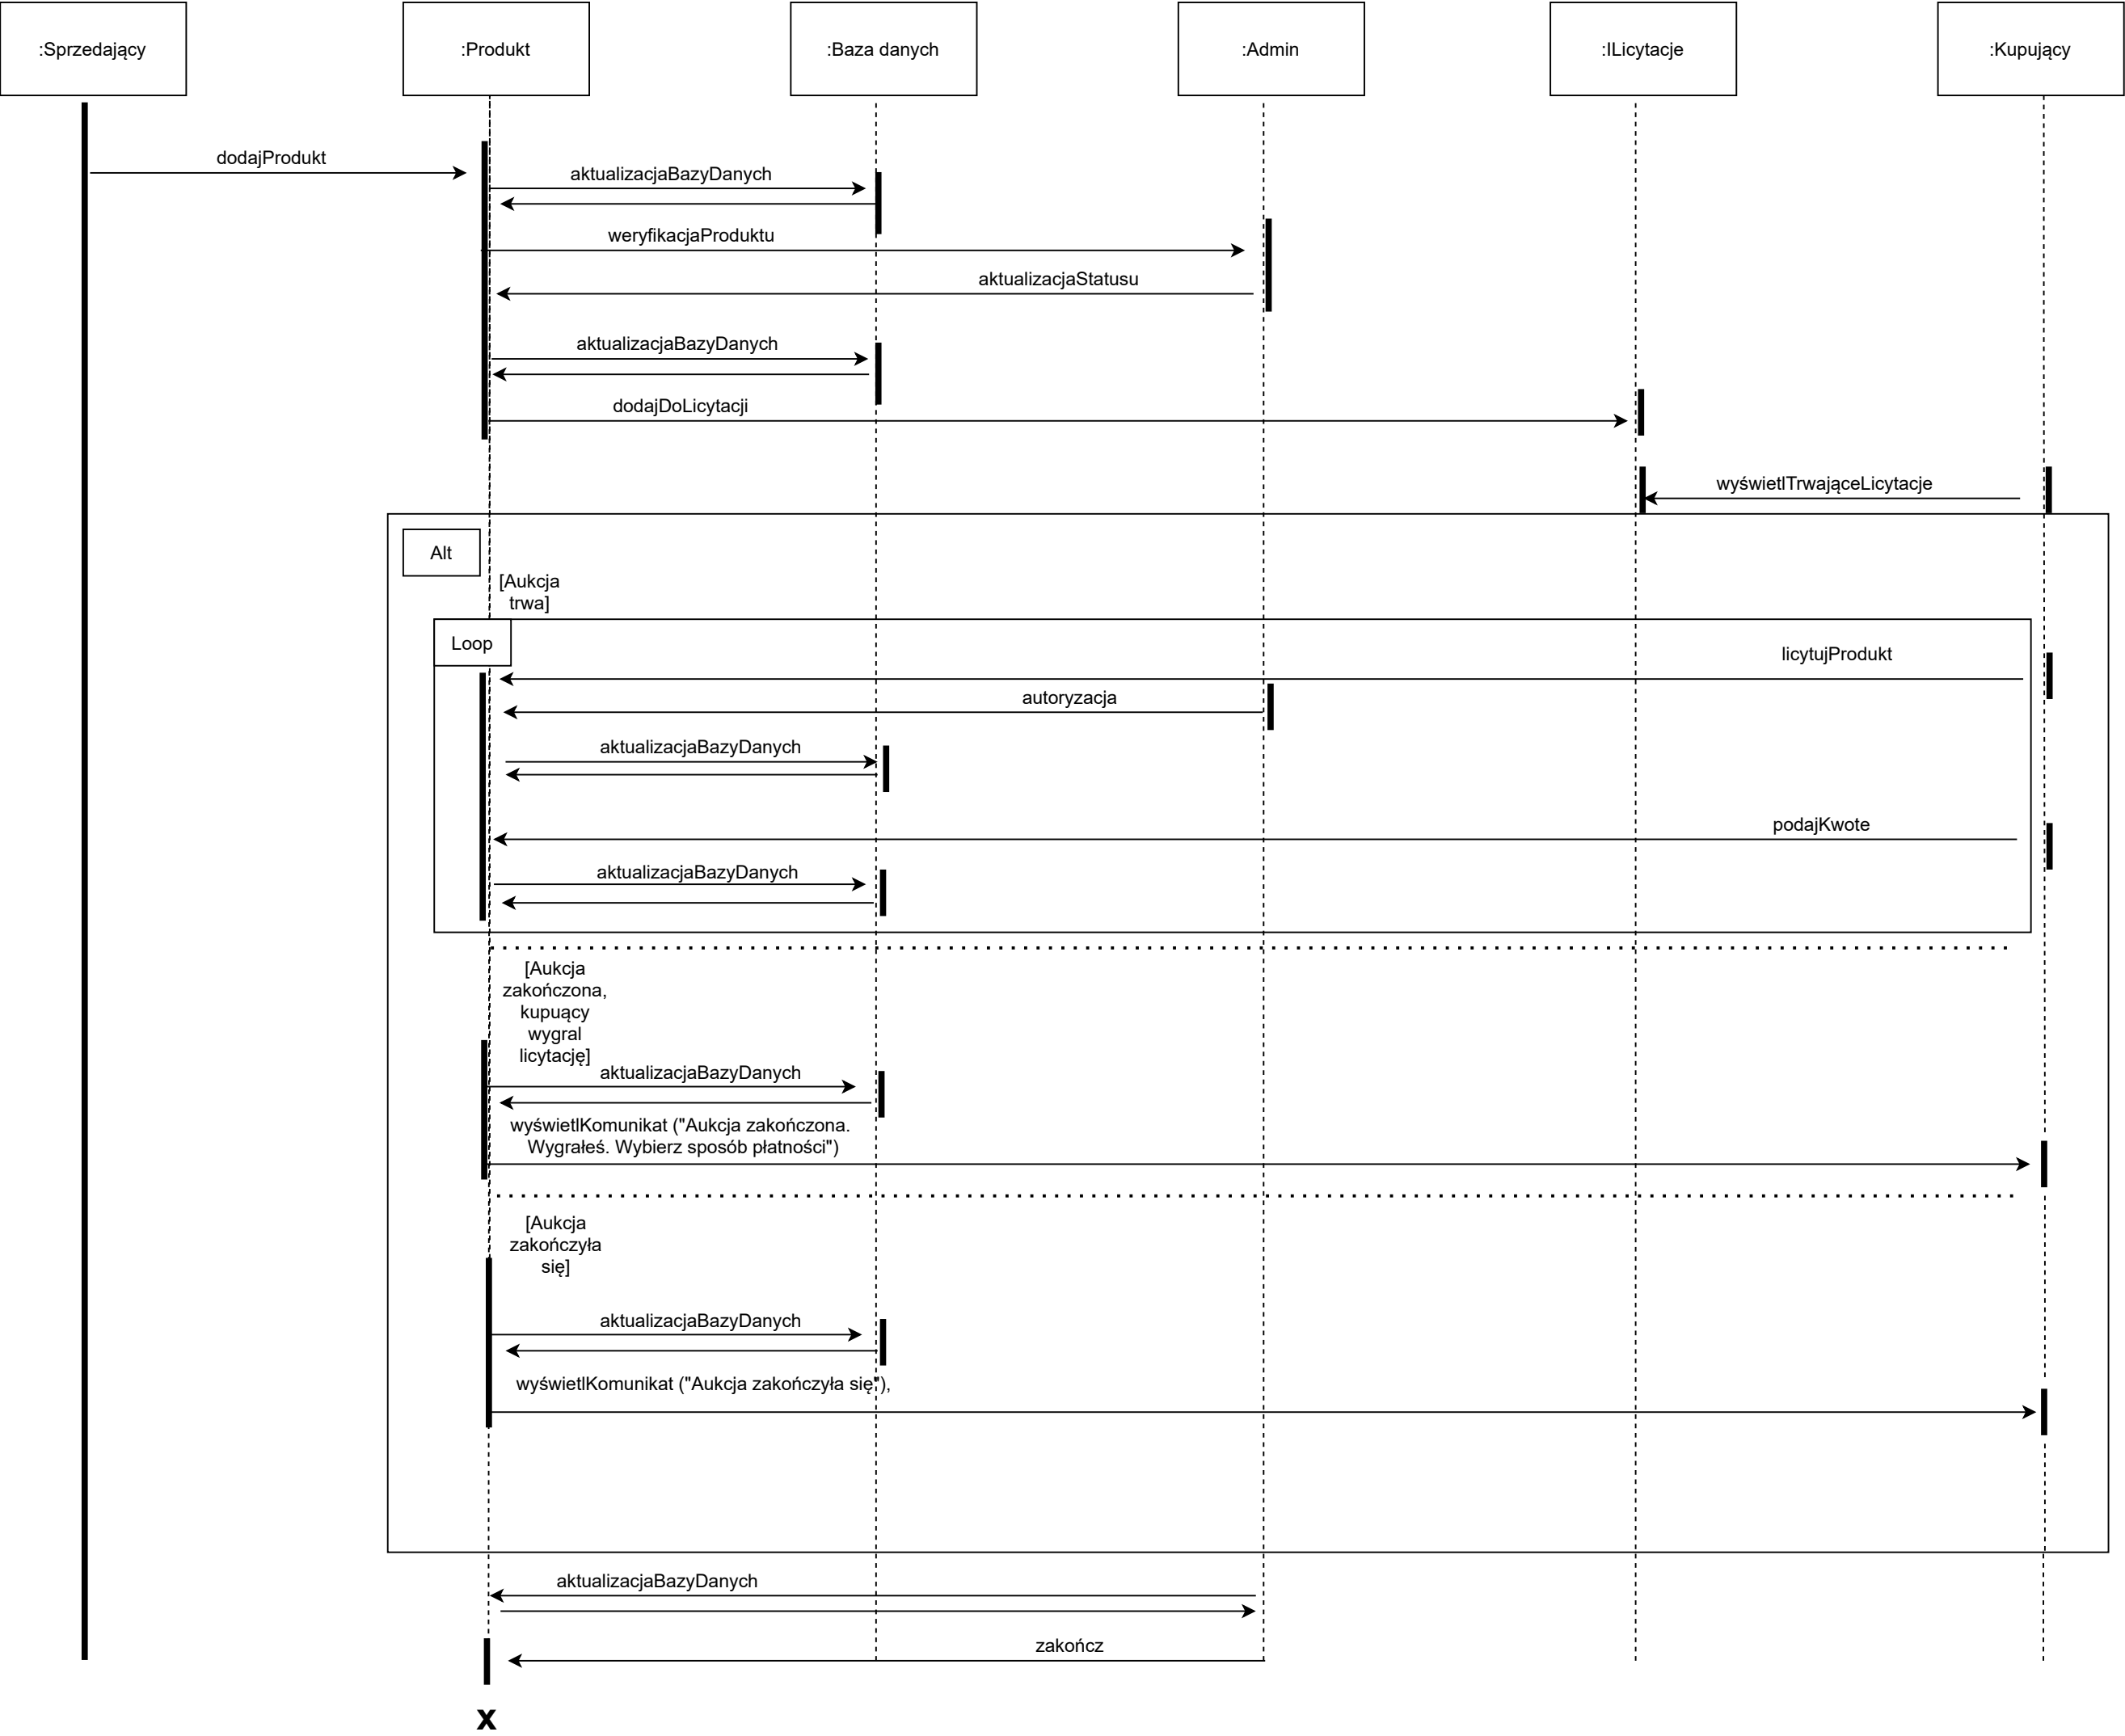 :Sprzedający
:Produkt
:Baza danych
:Admin
:ILicytacje
:Kupujący
dodajProdukt
aktualizacjaBazyDanych
weryfikacjaProduktu
aktualizacjaStatusu
aktualizacjaBazyDanych
dodajDoLicytacji
wyświetlTrwająceLicytacje
Alt
[Aukcja
trwa]
Loop
licytujProdukt
autoryzacja
aktualizacjaBazyDanych
podajKwote
aktualizacjaBazyDanych
[Aukcja
zakończona,
kupuący
wygral
licytację]
aktualizacjaBazyDanych
wyświetlKomunikat ("Aukcja zakończona.
Wygrałeś. Wybierz sposób płatności")
[Aukcja
zakończyła
się]
aktualizacjaBazyDanych
wyświetlKomunikat ("Aukcja zakończyła się"),
aktualizacjaBazyDanych
zakończ
x